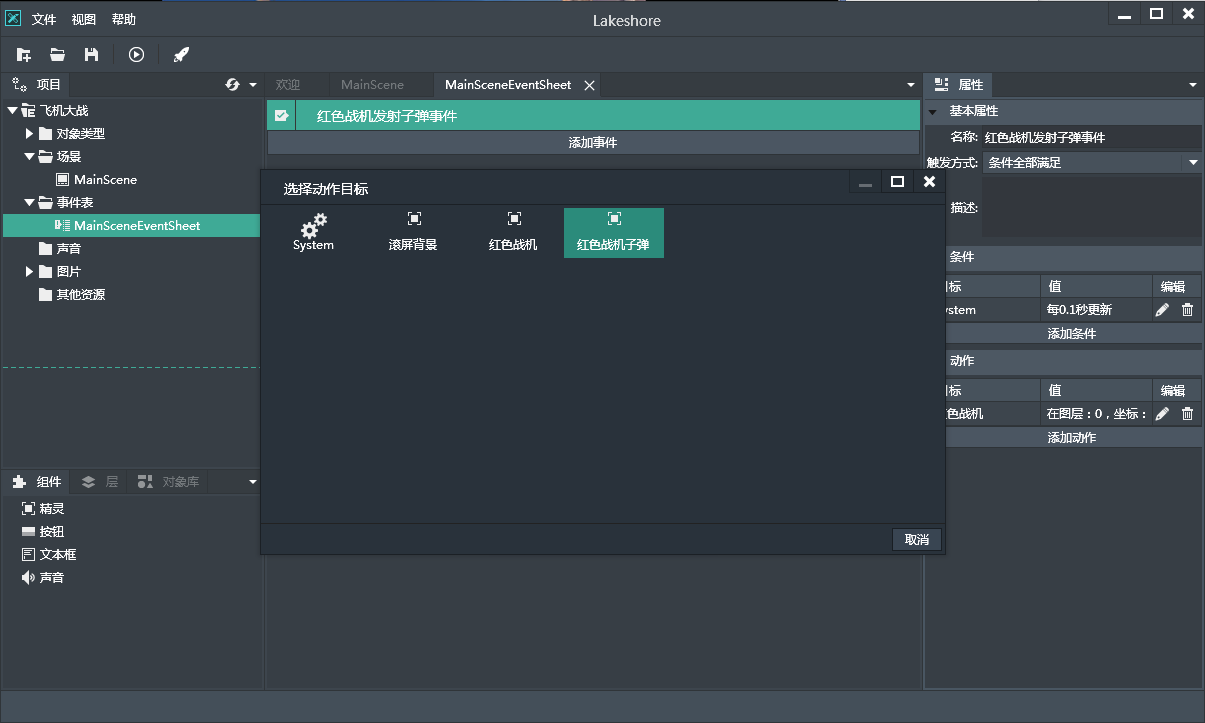 Lakeshore
文件 视图 帮助
项目
飞机大战
对象类型
场景
MainScene
事件表
MainSceneEventSheet
声音
图片
其他资源
组件 层 对象库
精灵
按钮
文本框
声音
欢迎 MainScene MainSceneEventSheet
红色战机发射子弹事件
添加事件
选择动作目标
System 滚屏背景 红色战机 红色战机子弹
取消
属性
基本属性
名称: 红色战机发射子弹事件
触发方式: 条件全部满足
描述:
条件
标 值 编辑
ystem 每0.1秒更新
添加条件
动作
标 值 编辑
色战机 在图层：0，坐标：
添加动作